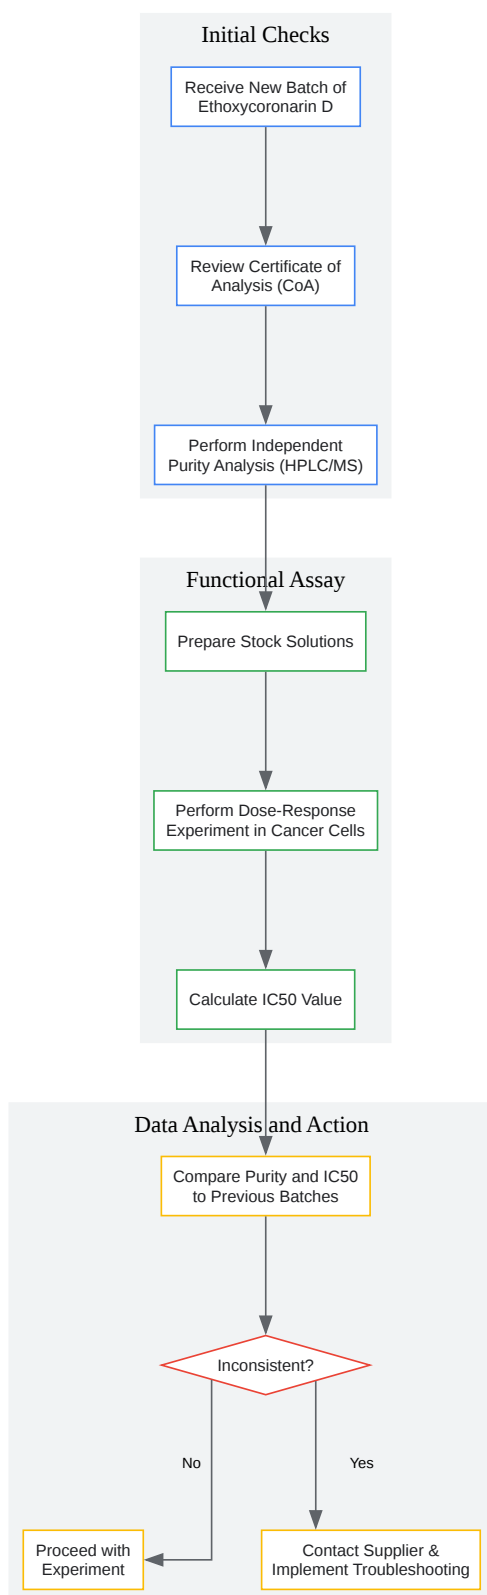 Initial Checks
Receive New Batch of
Ethoxycoronarin D
Review Certificate of
Analysis (CoA)
Perform Independent
Purity Analysis (HPLC/MS)
Functional Assay
Prepare Stock Solutions
Perform Dose-Response
Experiment in Cancer Cells
Calculate IC50 Value
Data Analysis and Action
Compare Purity and IC50
to Previous Batches
Inconsistent?
No
Yes
Proceed with
Experiment
Contact Supplier &
Implement Troubleshooting